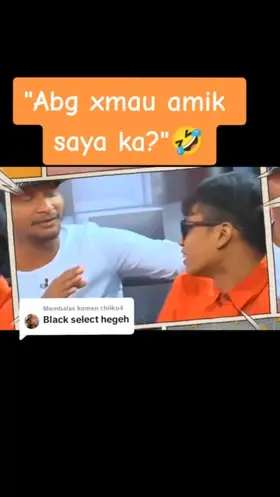 "Abg xmau amik
saya ka?"🤣
Membalas komen chiiku4
Black select hegeh